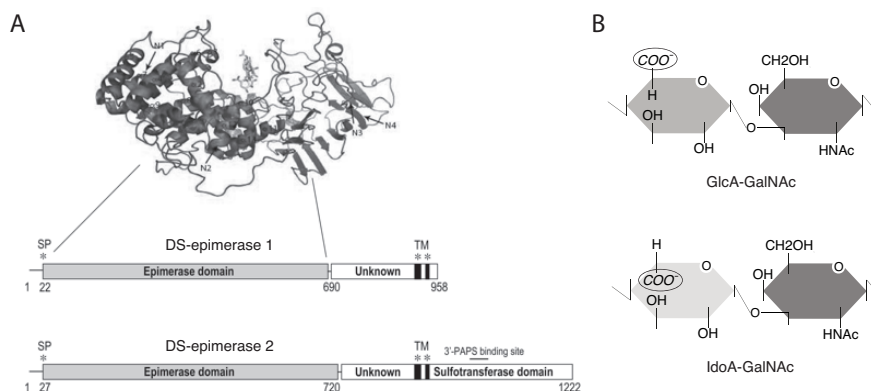 A
N1
N2
N3
N4
SP
DS-epimerase 1
TM
*
* *
Epimerase domain
Unknown
1
22
690
958
SP
DS-epimerase 2
TM
3'-PAPS binding site
*
* *
Epimerase domain
Unknown
Sulfotransferase domain
1
27
720
1222
B
COO⁻
CH2OH
O
O
H
OH
OH
O
OH
HNAc
GlcA-GalNAc
H
CH2OH
O
O
COO⁻
OH
OH
O
OH
HNAc
IdoA-GalNAc